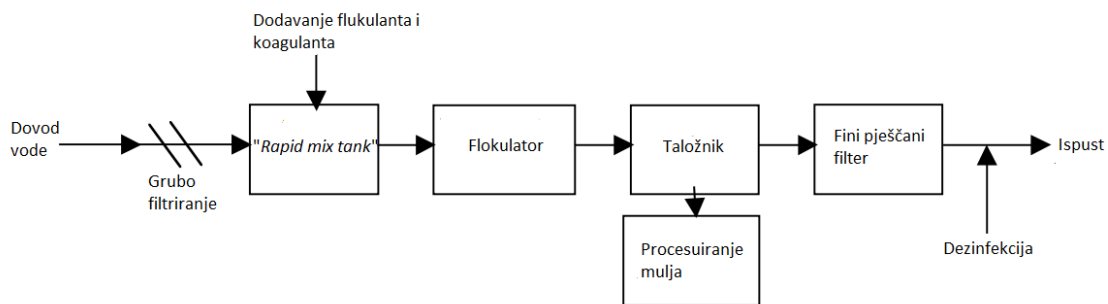 Dodavanje flukulanta i
koagulanta
Dovod
vode
Grubo
filtriranje
"Rapid mix tank"
Flokulator
Taložnik
Procesuiranje
mulja
Fini pješčani
filter
Dezinfekcija
Ispust